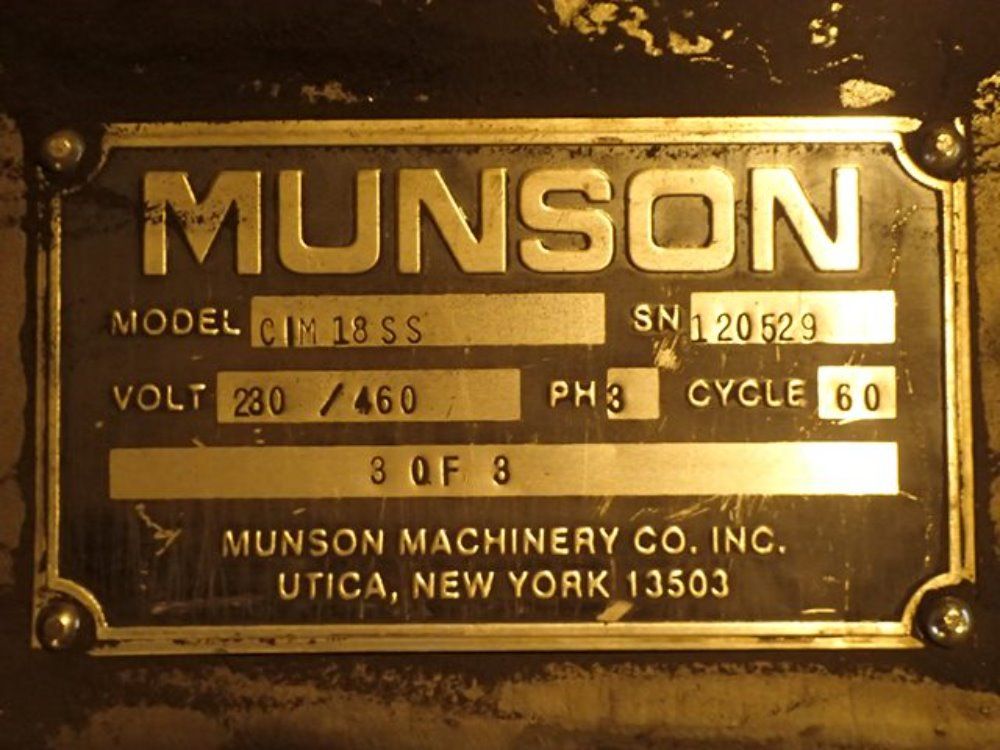 MUNSON
MODEL CIM 18 SS SN 120529
VOLT 230 / 460 PH 3 CYCLE 60
3 OF 3
MUNSON MACHINERY CO. INC.
UTICA, NEW YORK 13503